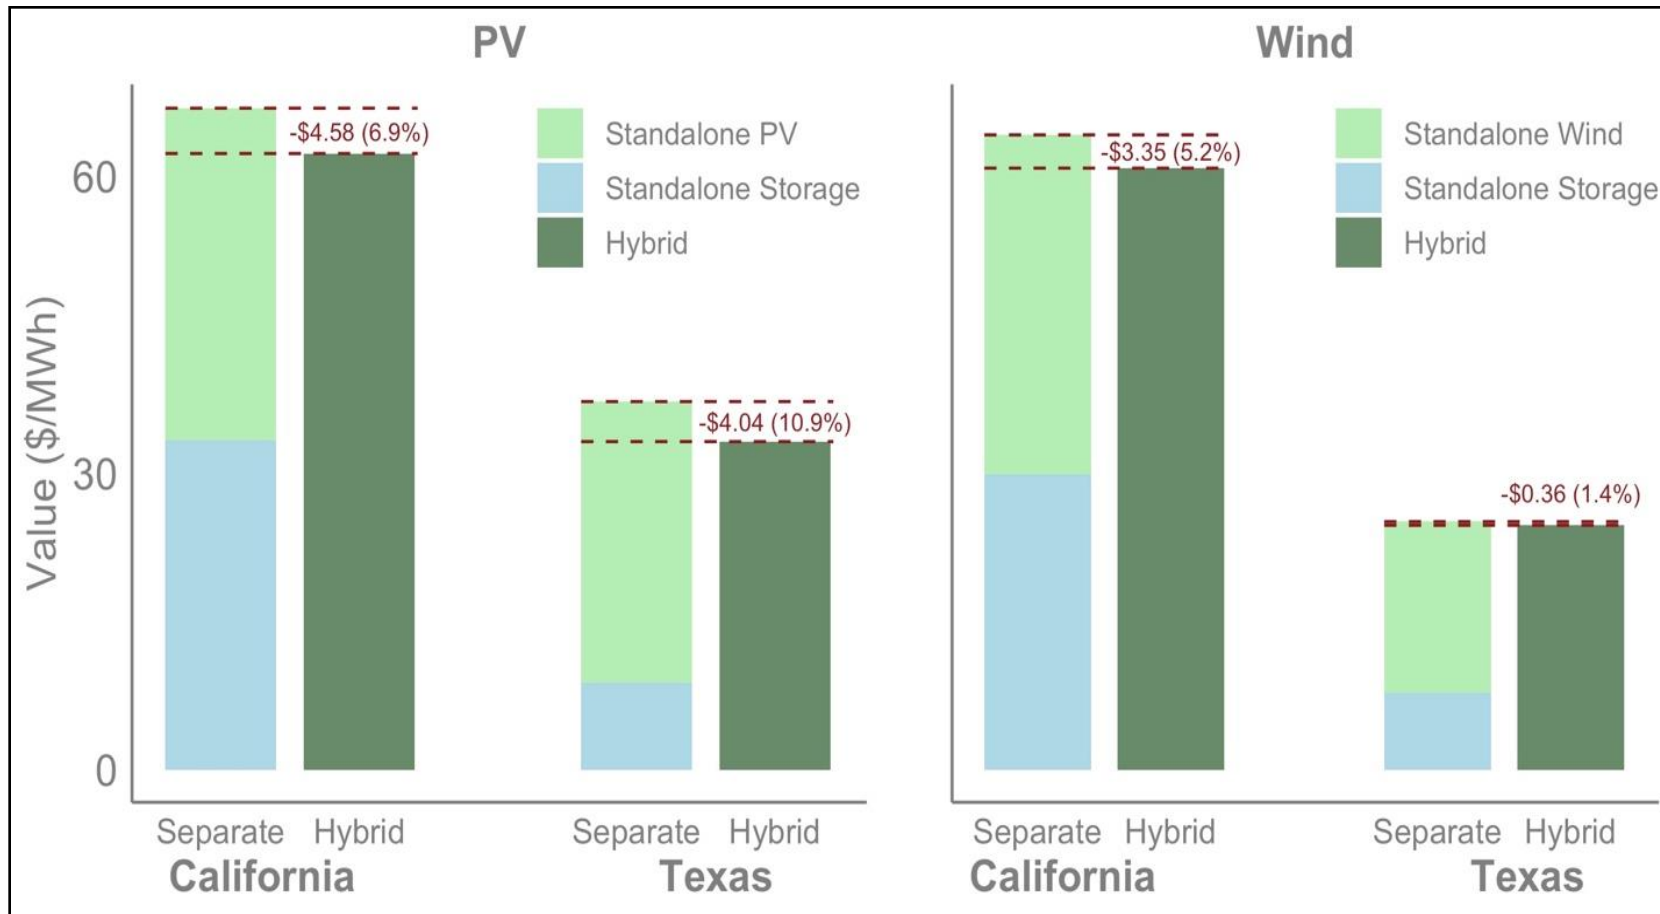 PV
Wind
-$4.58 (6.9%)
Standalone PV
Standalone Storage
Hybrid
-$3.35 (5.2%)
Standalone Wind
Standalone Storage
Hybrid
Value ($/MWh)
60
30
0
-$4.04 (10.9%)
-$0.36 (1.4%)
Separate Hybrid
Separate Hybrid
Separate Hybrid
Separate Hybrid
California
Texas
California
Texas